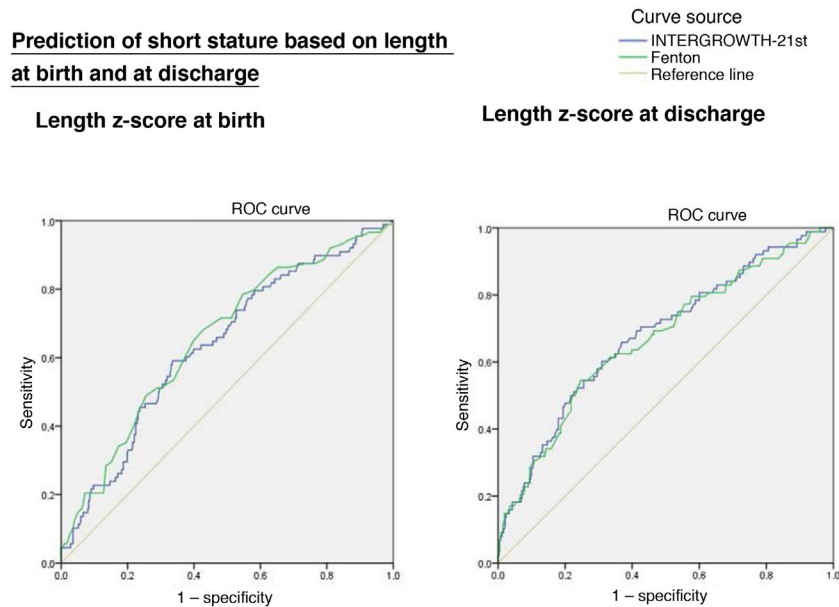 Prediction of short stature based on length
at birth and at discharge
Curve source
INTERGROWTH-21st
Fenton
Reference line
Length z-score at birth
Length z-score at discharge
ROC curve
1.0
0.8
0.6
0.4
0.2
0.0
Sensitivity
0.0 0.2 0.4 0.6 0.8 1.0
1 – specificity
ROC curve
1.0
0.8
0.6
0.4
0.2
0.0
Sensitivity
0.0 0.2 0.4 0.6 0.8 1.0
1 – specificity